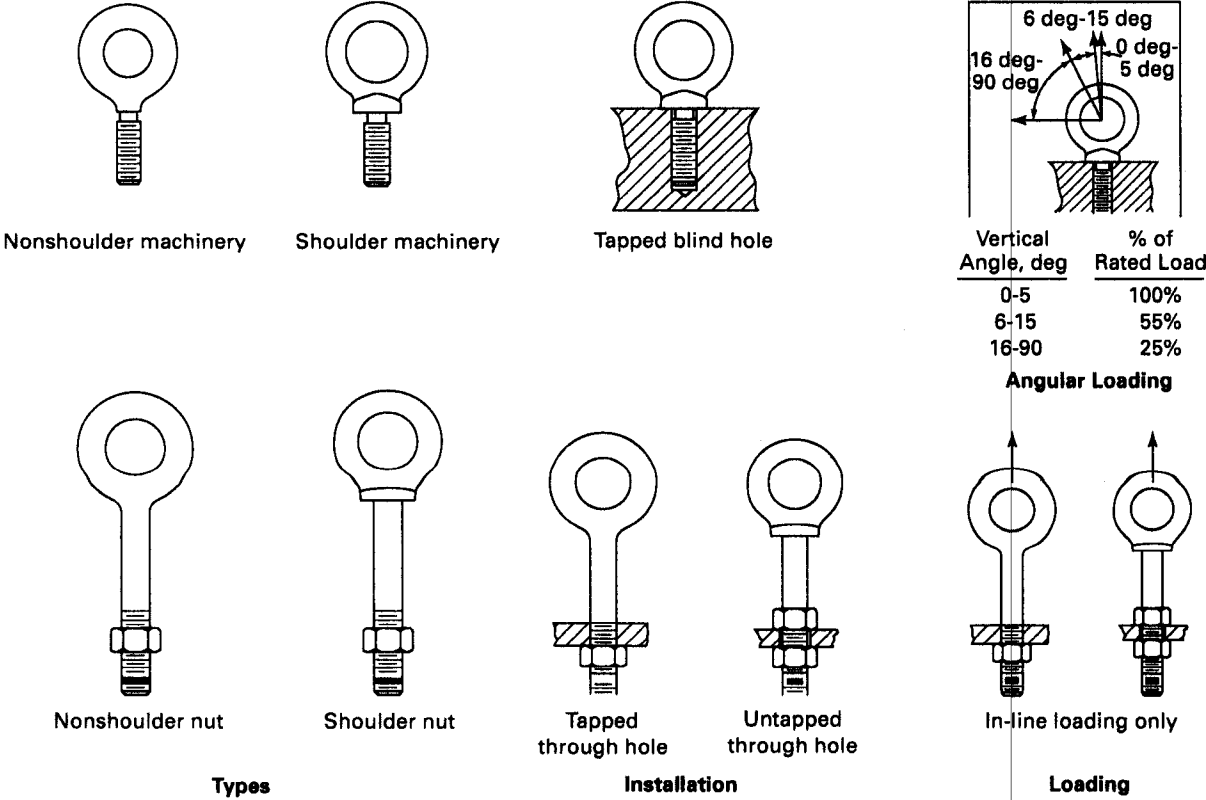 6 deg-15 deg
0 deg-
5 deg
16 deg-
90 deg
Nonshoulder machinery
Shoulder machinery
Tapped blind hole
Vertical
Angle, deg
% of
Rated Load
0-5
100%
6-15
55%
16-90
25%
Angular Loading
Nonshoulder nut
Shoulder nut
Tapped
through hole
Untapped
through hole
In-line loading only
Types
Installation
Loading